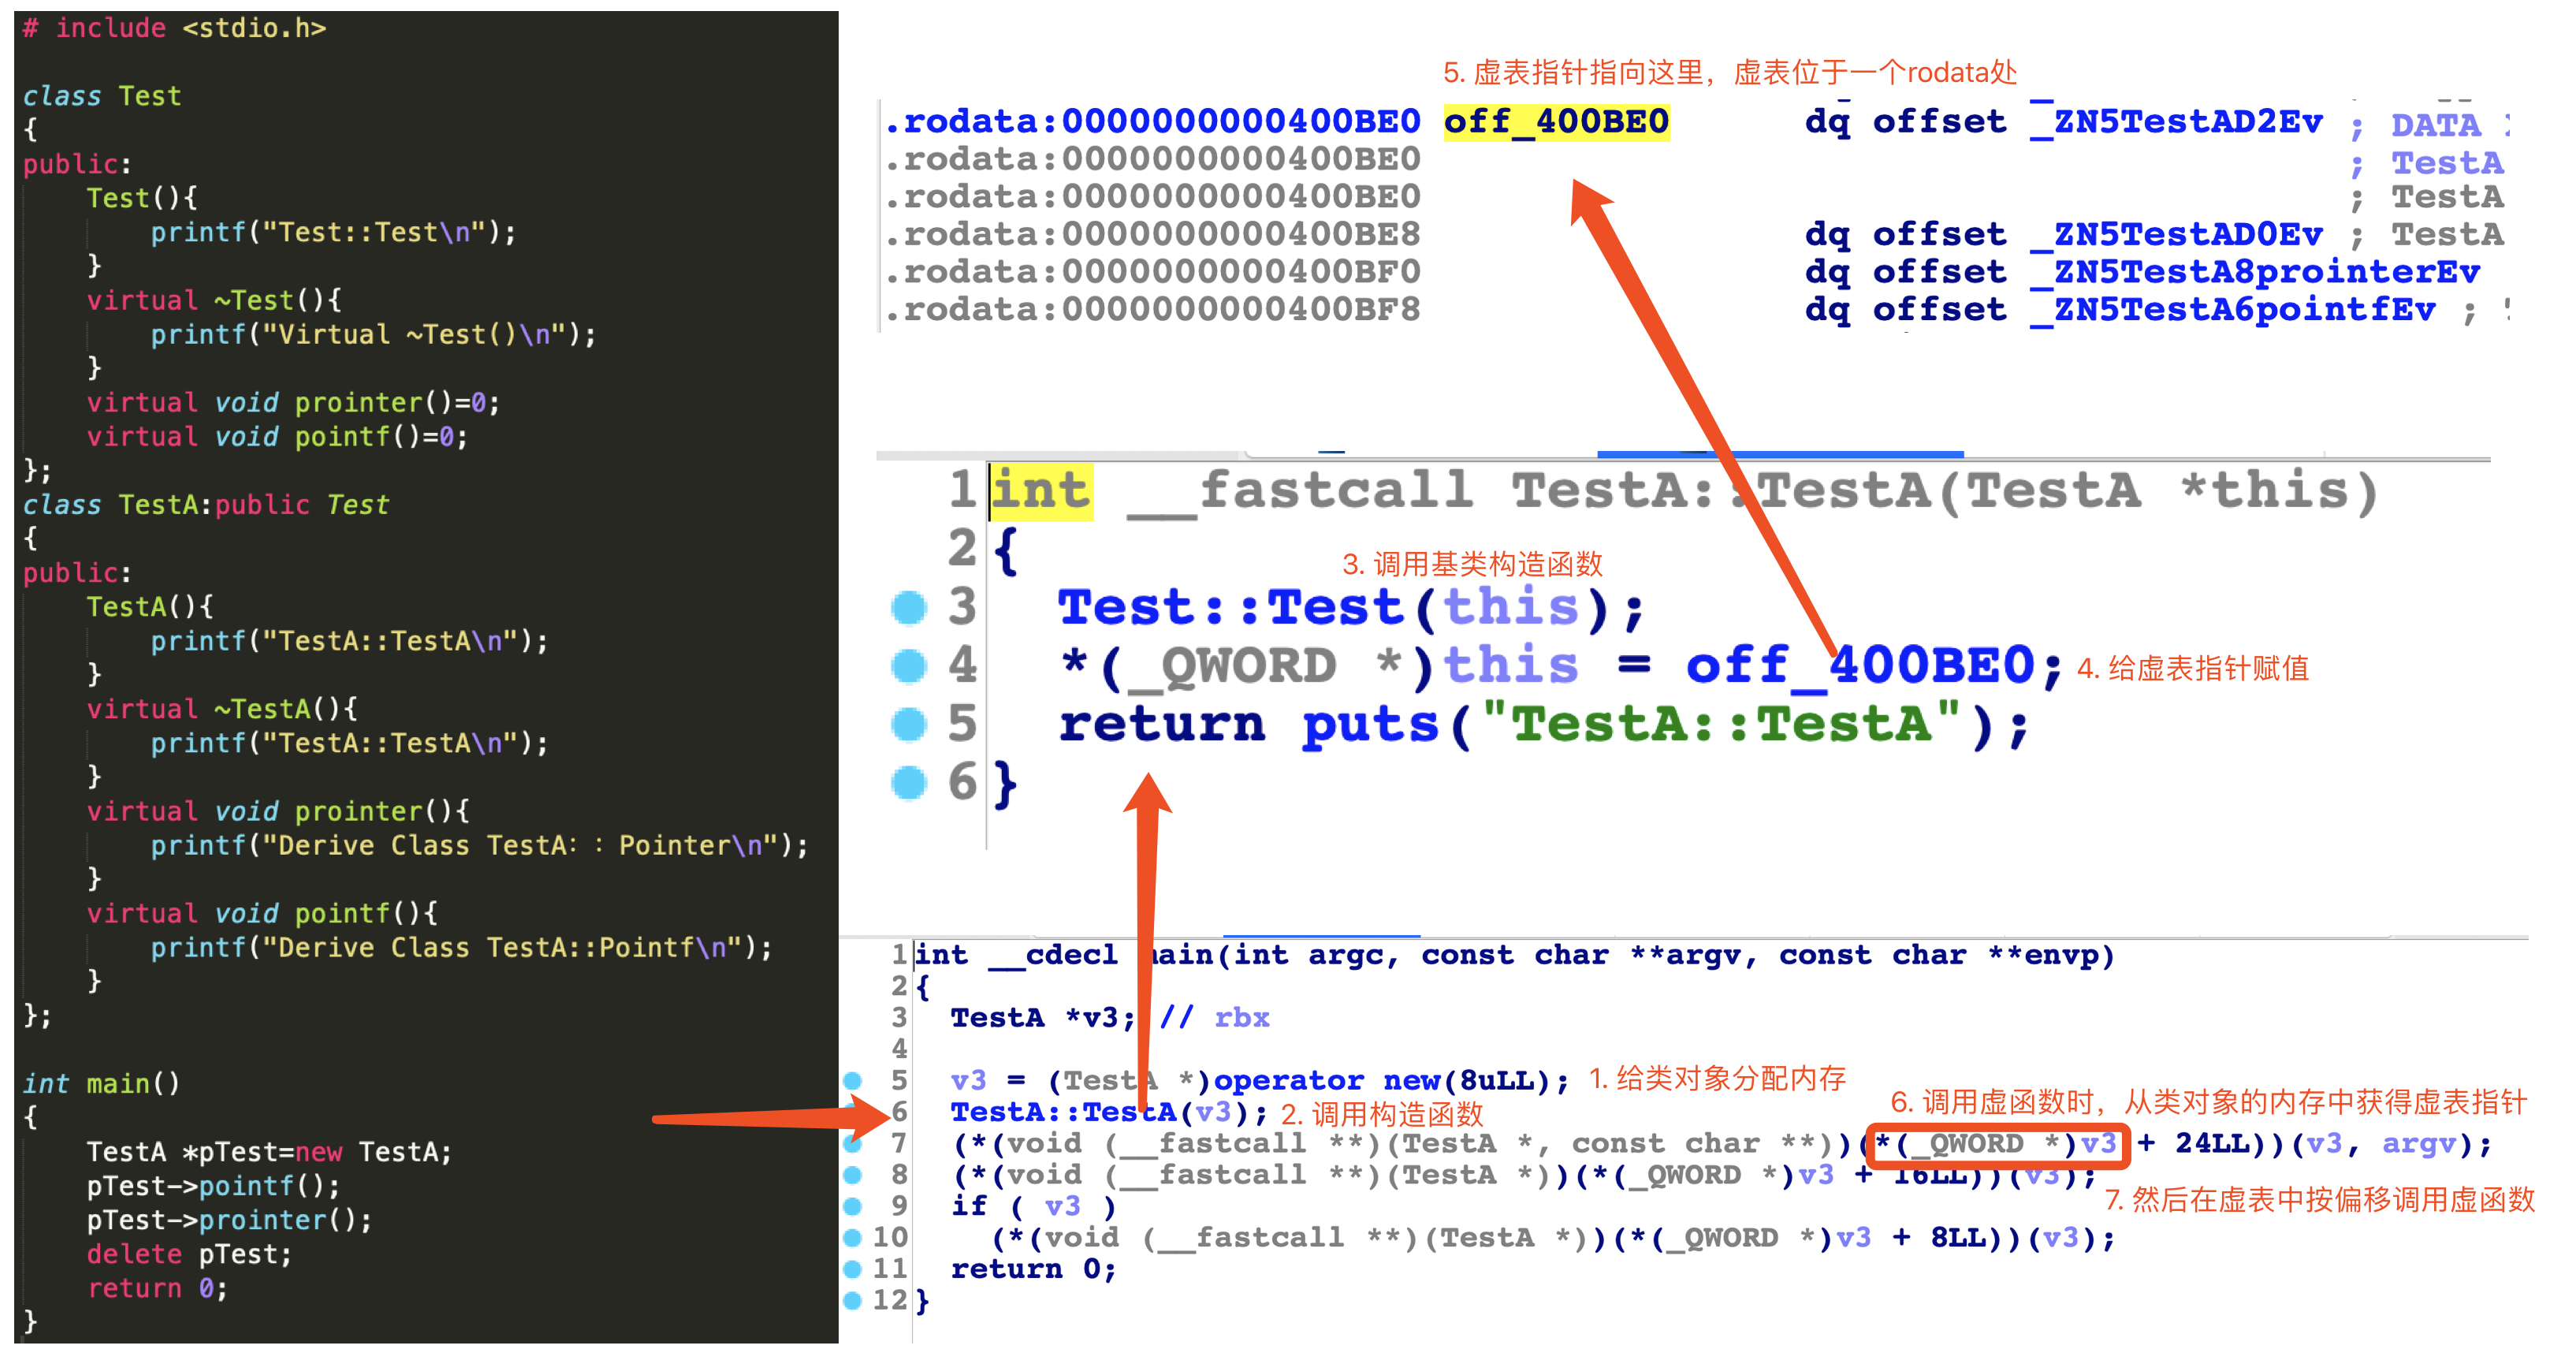 # include <stdio.h>
class Test
{
public:
Test(){
printf("Test::Test\n");
}
virtual ~Test(){
printf("Virtual ~Test()\n");
}
virtual void prointer()=0;
virtual void pointf()=0;
};
class TestA:public Test
{
public:
TestA(){
printf("TestA::TestA\n");
}
virtual ~TestA(){
printf("TestA::TestA\n");
}
virtual void prointer(){
printf("Derive Class TestA：：Pointer\n");
}
virtual void pointf(){
printf("Derive Class TestA::Pointf\n");
}
};
int main()
{
TestA *pTest=new TestA;
pTest->pointf();
pTest->prointer();
delete pTest;
return 0;
}
5. 虚表指针指向这里，虚表位于一个rodata处
.rodata:0000000000400BE0 off_400BE0 dq offset _ZN5TestAD2Ev ; DATA
.rodata:0000000000400BE0 ; TestA
.rodata:0000000000400BE0 ; TestA
.rodata:0000000000400BE8 dq offset _ZN5TestAD0Ev ; TestA
.rodata:0000000000400BF0 dq offset _ZN5TestA8prointerEv
.rodata:0000000000400BF8 dq offset _ZN5TestA6pointfEv ;
1 int __fastcall TestA::TestA(TestA *this)
2 {
3. 调用基类构造函数
3 Test::Test(this);
4 *(_QWORD *)this = off_400BE0; 4. 给虚表指针赋值
5 return puts("TestA::TestA");
6 }
1 int __cdecl main(int argc, const char **argv, const char **envp)
2 {
3 TestA *v3; // rbx
4
5 v3 = (TestA *)operator new(8uLL); 1. 给类对象分配内存
6 TestA::TestA(v3); 2. 调用构造函数
6. 调用虚函数时，从类对象的内存中获得虚表指针
7 (*(void (__fastcall **)(TestA *, const char **))(*(_QWORD *)v3 + 24LL))(v3, argv);
8 (*(void (__fastcall **)(TestA *))(*(_QWORD *)v3 + 16LL))(v3);
7. 然后在虚表中按偏移调用虚函数
9 if ( v3 )
10 (*(void (__fastcall **)(TestA *))(*(_QWORD *)v3 + 8LL))(v3);
11 return 0;
12 }